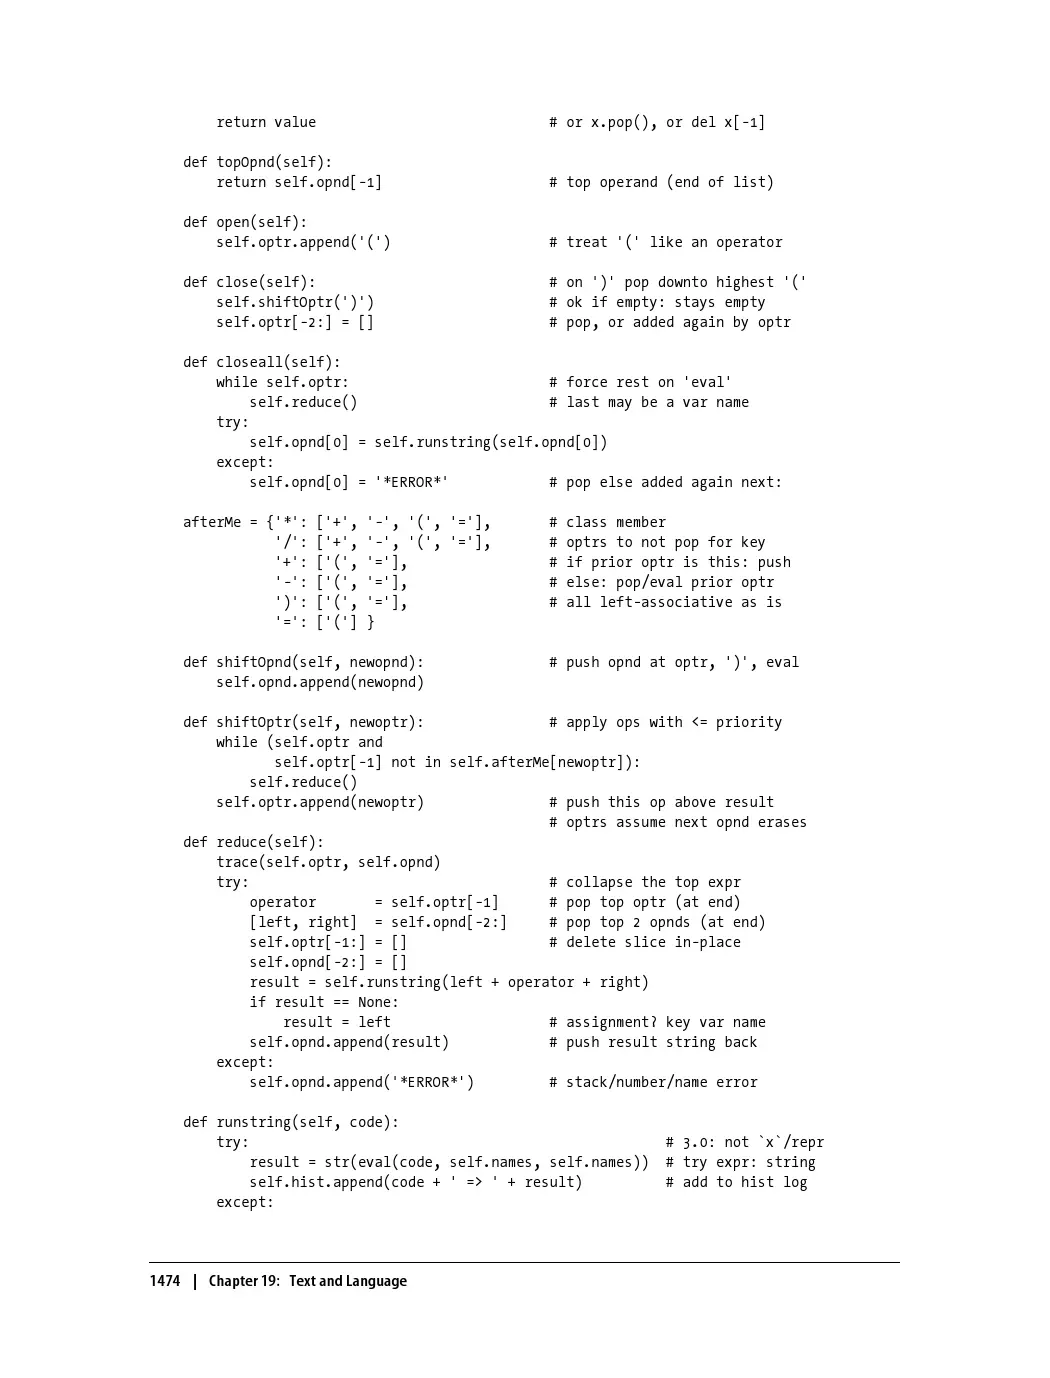 return value                            # or x.pop(), or del x[-1]

def topOpnd(self):
    return self.opnd[-1]                    # top operand (end of list)

def open(self):
    self.optr.append('(')                   # treat '(' like an operator

def close(self):                            # on ')' pop downto highest '('
    self.shiftOptr(')')                     # ok if empty: stays empty
    self.optr[-2:] = []                     # pop, or added again by optr

def closeall(self):
    while self.optr:                        # force rest on 'eval'
        self.reduce()                       # last may be a var name
    try:
        self.opnd[0] = self.runstring(self.opnd[0])
    except:
        self.opnd[0] = '*ERROR*'            # pop else added again next:

afterMe = {'*': ['+', '-', '(', '='],       # class member
           '/': ['+', '-', '(', '='],       # optrs to not pop for key
           '+': ['(', '='],                 # if prior optr is this: push
           '-': ['(', '='],                 # else: pop/eval prior optr
           ')': ['(', '='],                 # all left-associative as is
           '=': ['('] }

def shiftOpnd(self, newopnd):               # push opnd at optr, ')', eval
    self.opnd.append(newopnd)

def shiftOptr(self, newoptr):               # apply ops with <= priority
    while (self.optr and
           self.optr[-1] not in self.afterMe[newoptr]):
        self.reduce()
    self.optr.append(newoptr)               # push this op above result
                                            # optrs assume next opnd erases
def reduce(self):
    trace(self.optr, self.opnd)
    try:                                    # collapse the top expr
        operator       = self.optr[-1]      # pop top optr (at end)
        [left, right]  = self.opnd[-2:]     # pop top 2 opnds (at end)
        self.optr[-1:] = []                 # delete slice in-place
        self.opnd[-2:] = []
        result = self.runstring(left + operator + right)
        if result == None:
            result = left                   # assignment? key var name
        self.opnd.append(result)            # push result string back
    except:
        self.opnd.append('*ERROR*')         # stack/number/name error

def runstring(self, code):
    try:                                                  # 3.0: not `x`/repr
        result = str(eval(code, self.names, self.names))  # try expr: string
        self.hist.append(code + ' => ' + result)          # add to hist log
    except:

1474 | Chapter 19: Text and Language